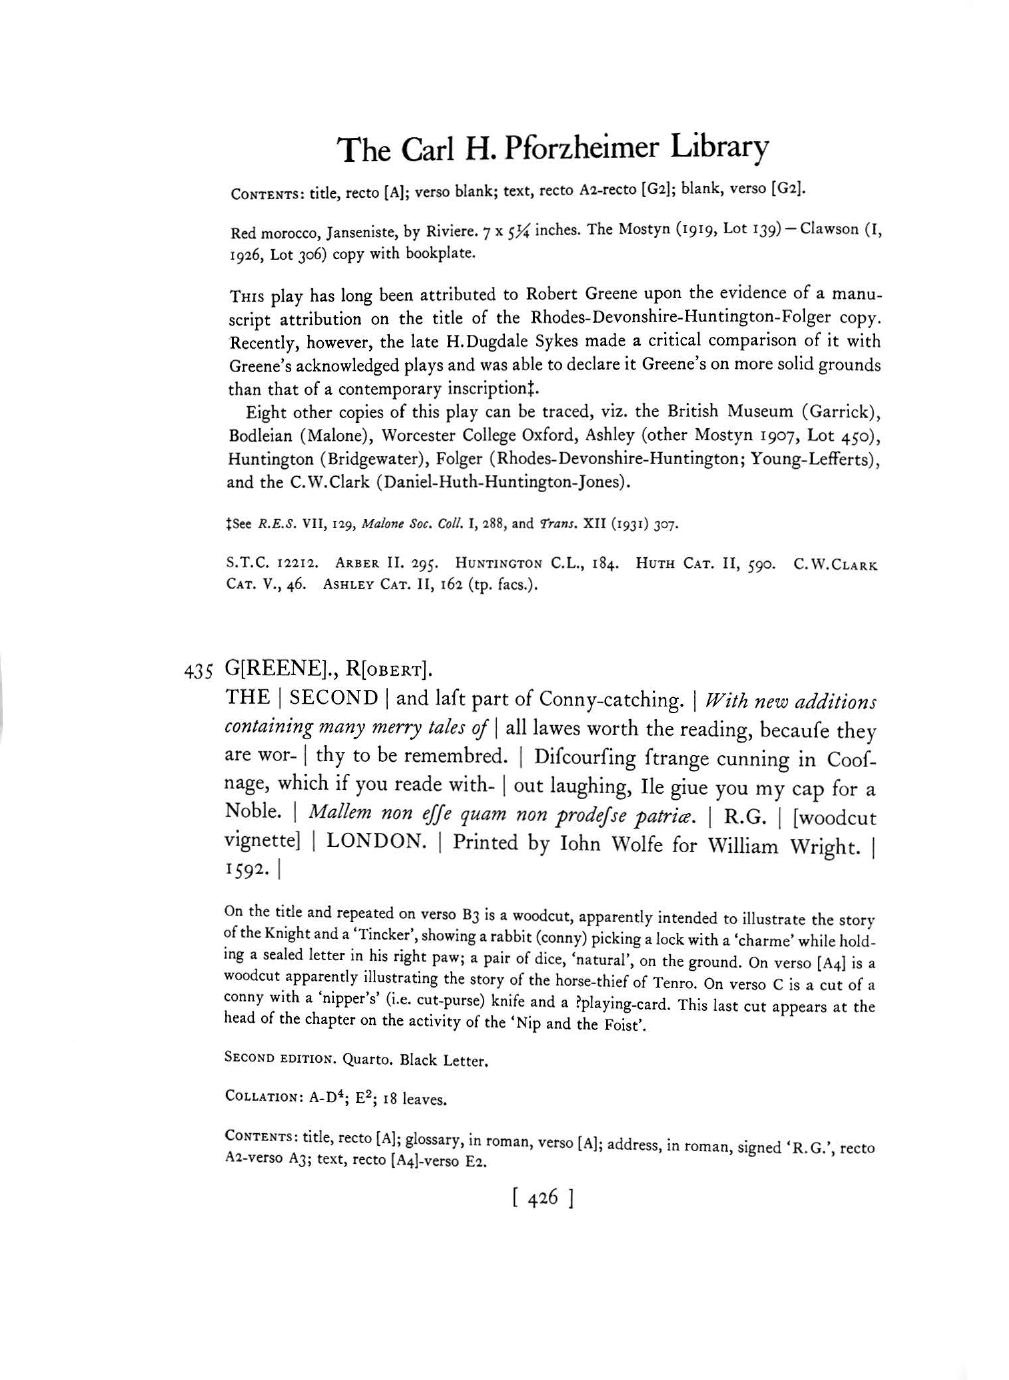 The Carl H. Pforzheimer Library
CONTENTS: title, recto [A]; verso blank; text, recto A2-recto [G2]; blank, verso [G2].
Red morocco, Janseniste, by Riviere. 7 x 5¼ inches. The Mostyn (1919, Lot 139) — Clawson (I,
1926, Lot 306) copy with bookplate.
THIS play has long been attributed to Robert Greene upon the evidence of a manu-
script attribution on the title of the Rhodes-Devonshire-Huntington-Folger copy.
Recently, however, the late H.Dugdale Sykes made a critical comparison of it with
Greene's acknowledged plays and was able to declare it Greene's on more solid grounds
than that of a contemporary inscription‡.
Eight other copies of this play can be traced, viz. the British Museum (Garrick),
Bodleian (Malone), Worcester College Oxford, Ashley (other Mostyn 1907, Lot 450),
Huntington (Bridgewater), Folger (Rhodes-Devonshire-Huntington; Young-Lefferts),
and the C.W.Clark (Daniel-Huth-Huntington-Jones).
‡See R.E.S. VII, 129, Malone Soc. Coll. I, 288, and Trans. XII (1931) 307.
S.T.C. 12212. ARBER II. 295. HUNTINGTON C.L., 184. HUTH CAT. II, 590. C.W.CLARK
CAT. V., 46. ASHLEY CAT. II, 162 (tp. facs.).
435 G[REENE]., R[OBERT].
THE | SECOND | and laſt part of Conny-catching. | With new additions
containing many merry tales of | all lawes worth the reading, becauſe they
are wor- | thy to be remembred. | Diſcourſing ſtrange cunning in Cooſ-
nage, which if you reade with- | out laughing, Ile giue you my cap for a
Noble. | Mallem non eſſe quam non prodeſse patriæ. | R.G. | [woodcut
vignette] | LONDON. | Printed by Iohn Wolfe for William Wright. |
1592. |
On the title and repeated on verso B3 is a woodcut, apparently intended to illustrate the story
of the Knight and a 'Tincker', showing a rabbit (conny) picking a lock with a 'charme' while hold-
ing a sealed letter in his right paw; a pair of dice, 'natural', on the ground. On verso [A4] is a
woodcut apparently illustrating the story of the horse-thief of Tenro. On verso C is a cut of a
conny with a 'nipper's' (i.e. cut-purse) knife and a ?playing-card. This last cut appears at the
head of the chapter on the activity of the 'Nip and the Foist'.
SECOND EDITION. Quarto. Black Letter.
COLLATION: A-D⁴; E²; 18 leaves.
CONTENTS: title, recto [A]; glossary, in roman, verso [A]; address, in roman, signed 'R.G.', recto
A2-verso A3; text, recto [A4]-verso E2.
[ 426 ]